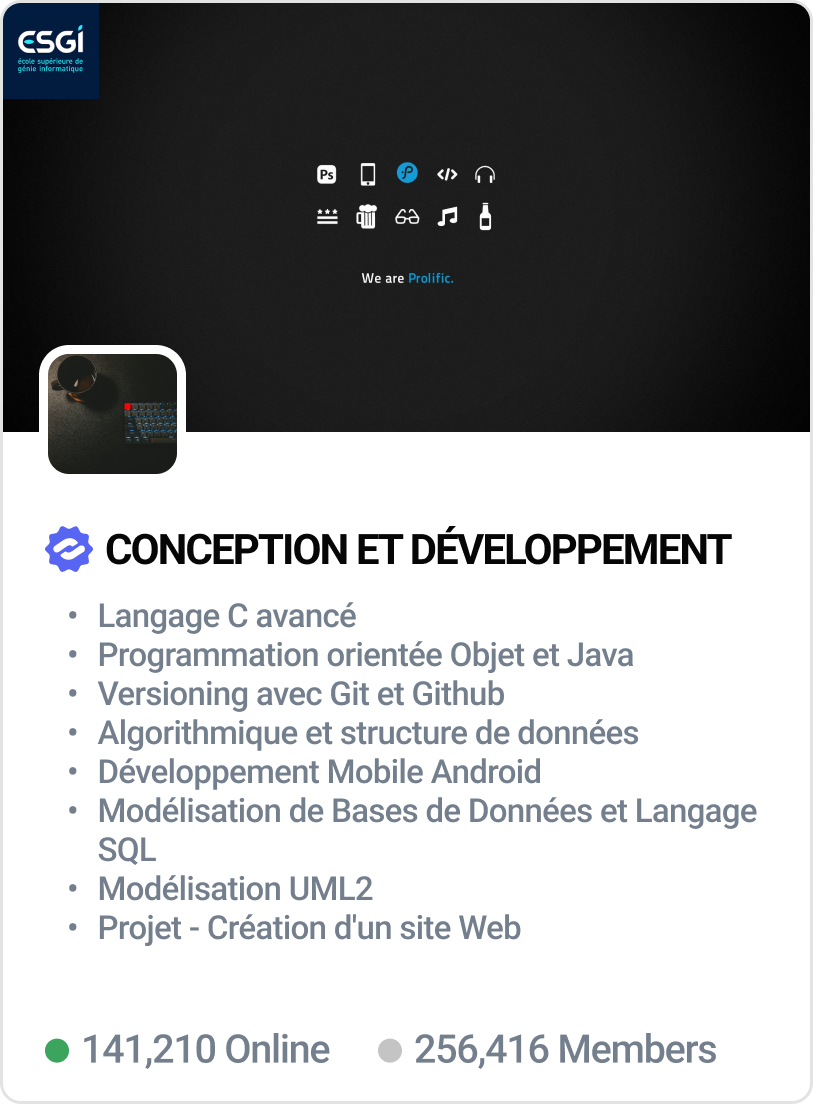 ESGI
école supérieure de
génie informatique
Ps
</>
We are Prolific.
CONCEPTION ET DÉVELOPPEMENT
• Langage C avancé
• Programmation orientée Objet et Java
• Versioning avec Git et Github
• Algorithmique et structure de données
• Développement Mobile Android
• Modélisation de Bases de Données et Langage
SQL
• Modélisation UML2
• Projet - Création d'un site Web
141,210 Online
256,416 Members